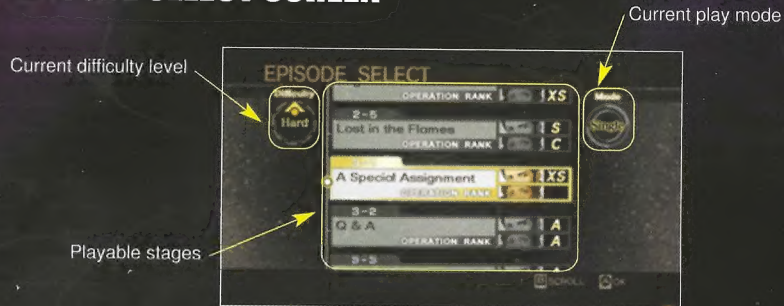 SELECT SCREEN
Current play mode
Current difficulty level
EPISODE SELECT
Difficulty
Hard
Mode
Single
OPERATION RANK XS
2-5
Lost in the Flames S
OPERATION RANK C
A Special Assignment XS
OPERATION RANK
3-2
Q & A A
OPERATION RANK A
3-3
Playable stages
SCROLL OK